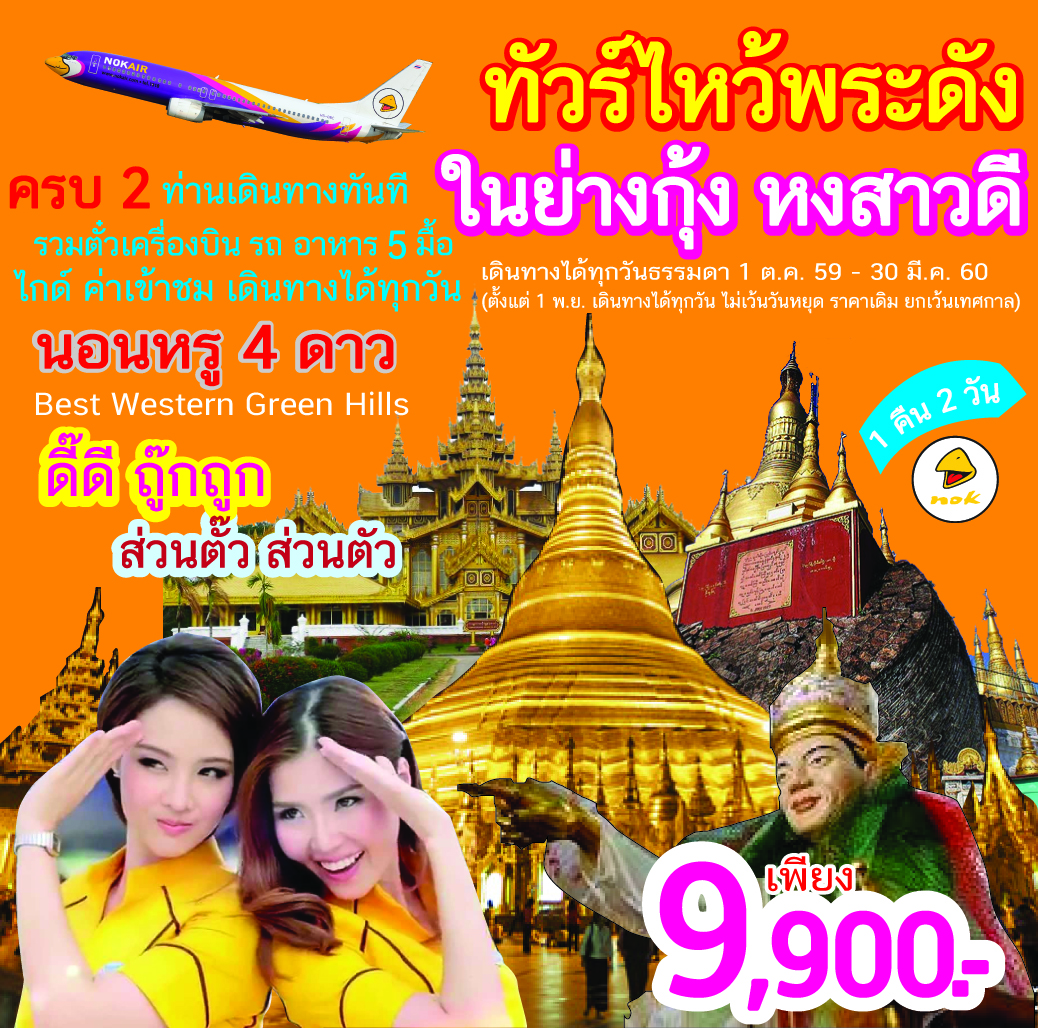 NOKAIR
ทัวร์ไหว้พระดัง
ในย่างกุ้ง หงสาวดี
ครบ 2 ท่านเดินทางทันที
รวมตั๋วเครื่องบิน รถ อาหาร 5 มื้อ
ไกด์ ค่าเข้าชม เดินทางได้ทุกวัน
เดินทางได้ทุกวันธรรมดา 1 ต.ค. 59 - 30 มี.ค. 60
(ตั้งแต่ 1 พ.ย. เดินทางได้ทุกวัน ไม่เว้นวันหยุด ราคาเดิม ยกเว้นเทศกาล)
นอนหรู 4 ดาว
Best Western Green Hills
1 คืน 2 วัน
nok
ดี๊ดี ถู๊กถูก
ส่วนตั๊ว ส่วนตัว
เพียง
9,900.-